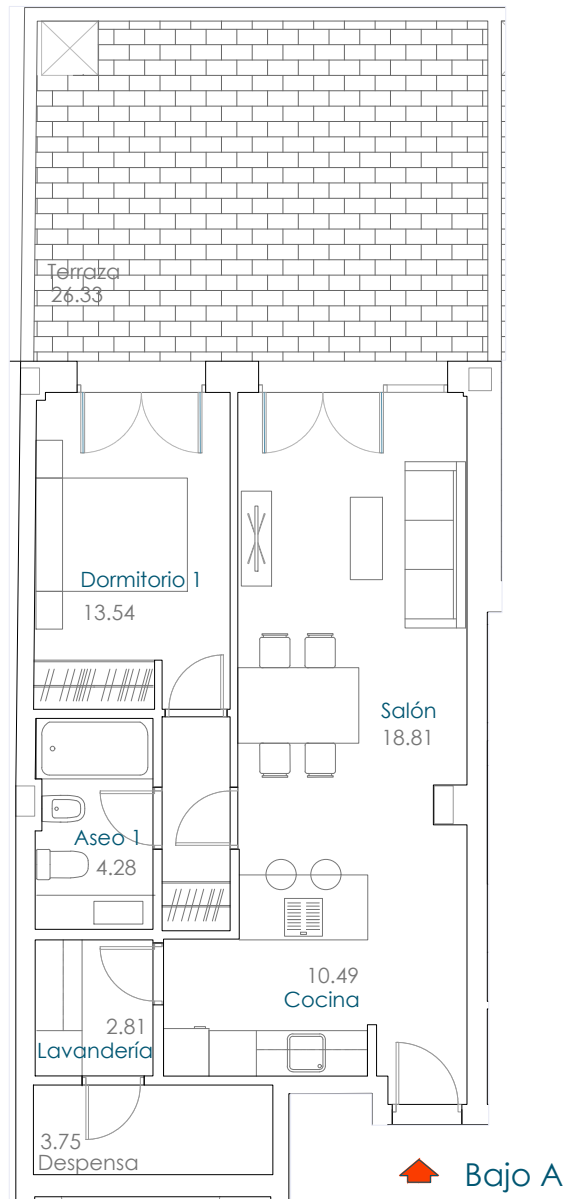 Terraza
26.33
Dormitorio 1
13.54
Salón
18.81
Aseo 1
4.28
10.49
Cocina
2.81
Lavandería
3.75
Despensa
Bajo A